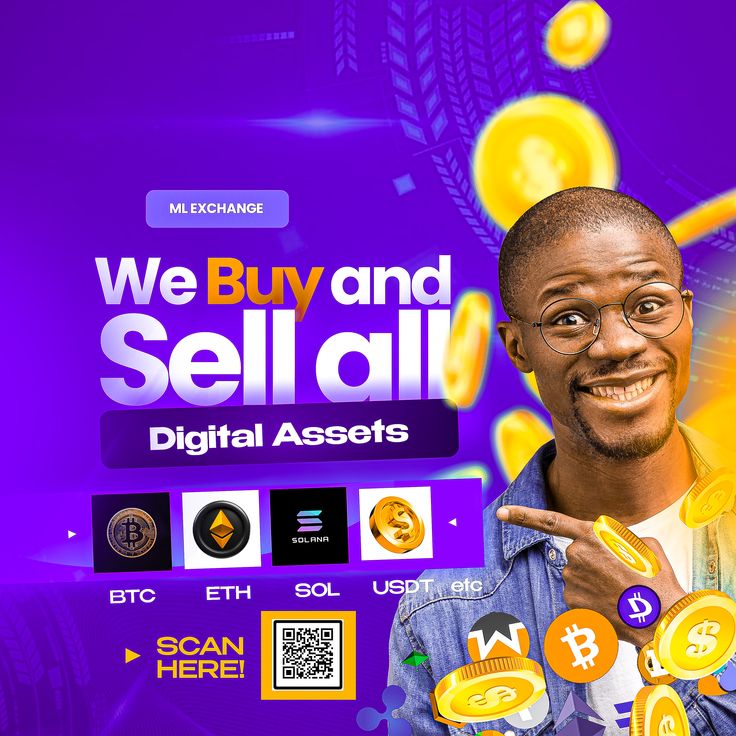 ML EXCHANGE
We Buy and
Sell all
Digital Assets
SOLANA
BTC ETH SOL USDT etc
SCAN
HERE!